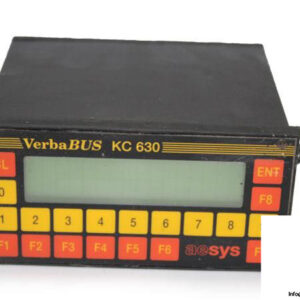 VerbaBUS KC 630
ENT
0
F8
1 2 3 4 5 6 7 8
F1 F2 F3 F4 F5 F6
aesys